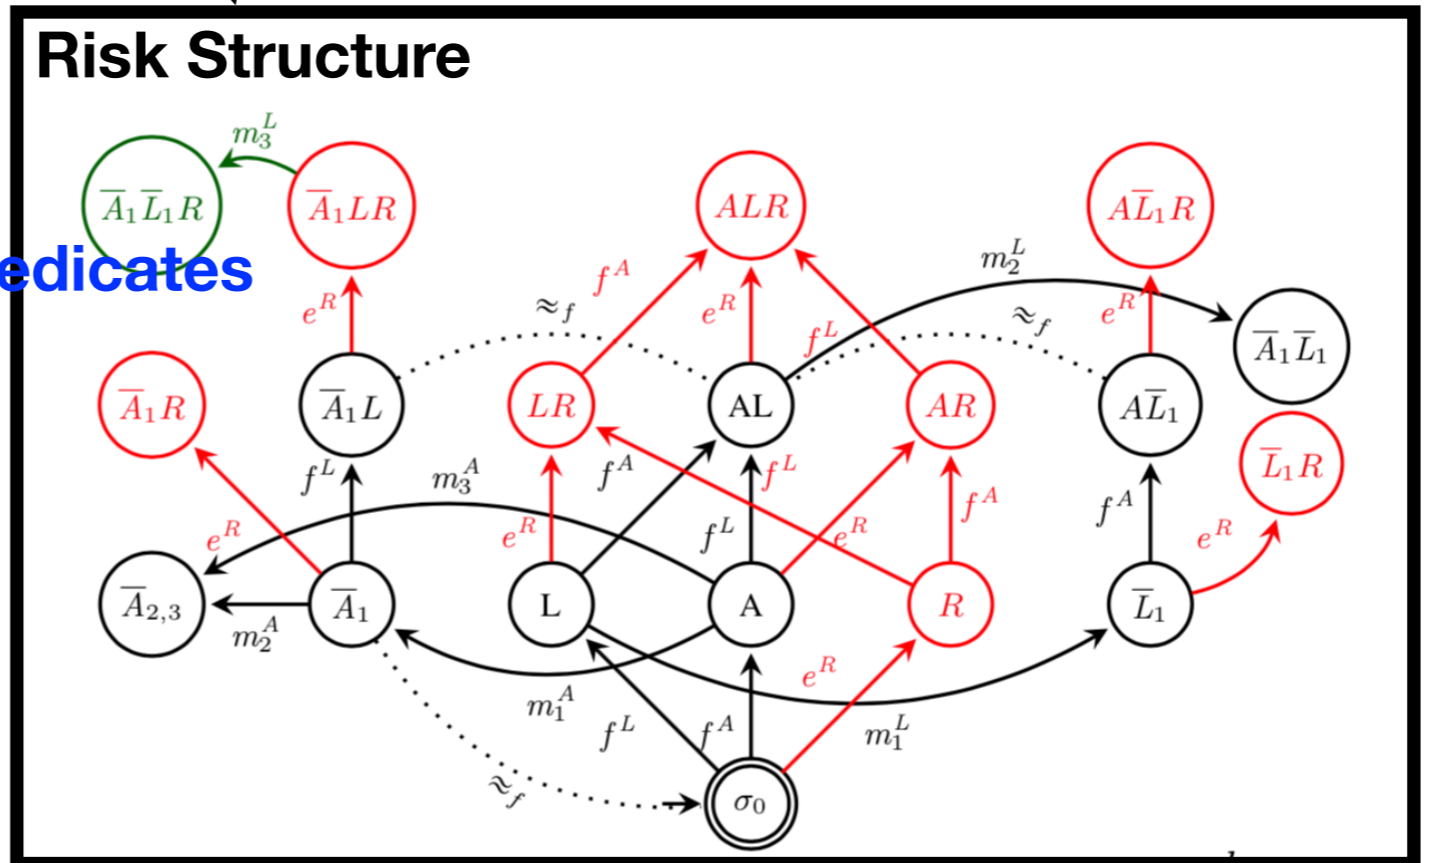 Risk Structure
m₃ᴸ
A̅₁L̅₁R
A̅₁LR
ALR
AL̅₁R
edicates
m₂ᴸ
fᴬ
≈f
eᴿ
eᴿ
fᴸ
≈f
eᴿ
A̅₁L̅₁
A̅₁R
A̅₁L
LR
AL
AR
AL̅₁
L̅₁R
fᴸ
m₃ᴬ
fᴬ
fᴸ
fᴬ
fᴬ
eᴿ
eᴿ
fᴸ
eᴿ
eᴿ
A̅₂,₃
A̅₁
L
A
R
L̅₁
m₂ᴬ
eᴿ
m₁ᴬ
fᴸ
fᴬ
m₁ᴸ
≈f
σ₀